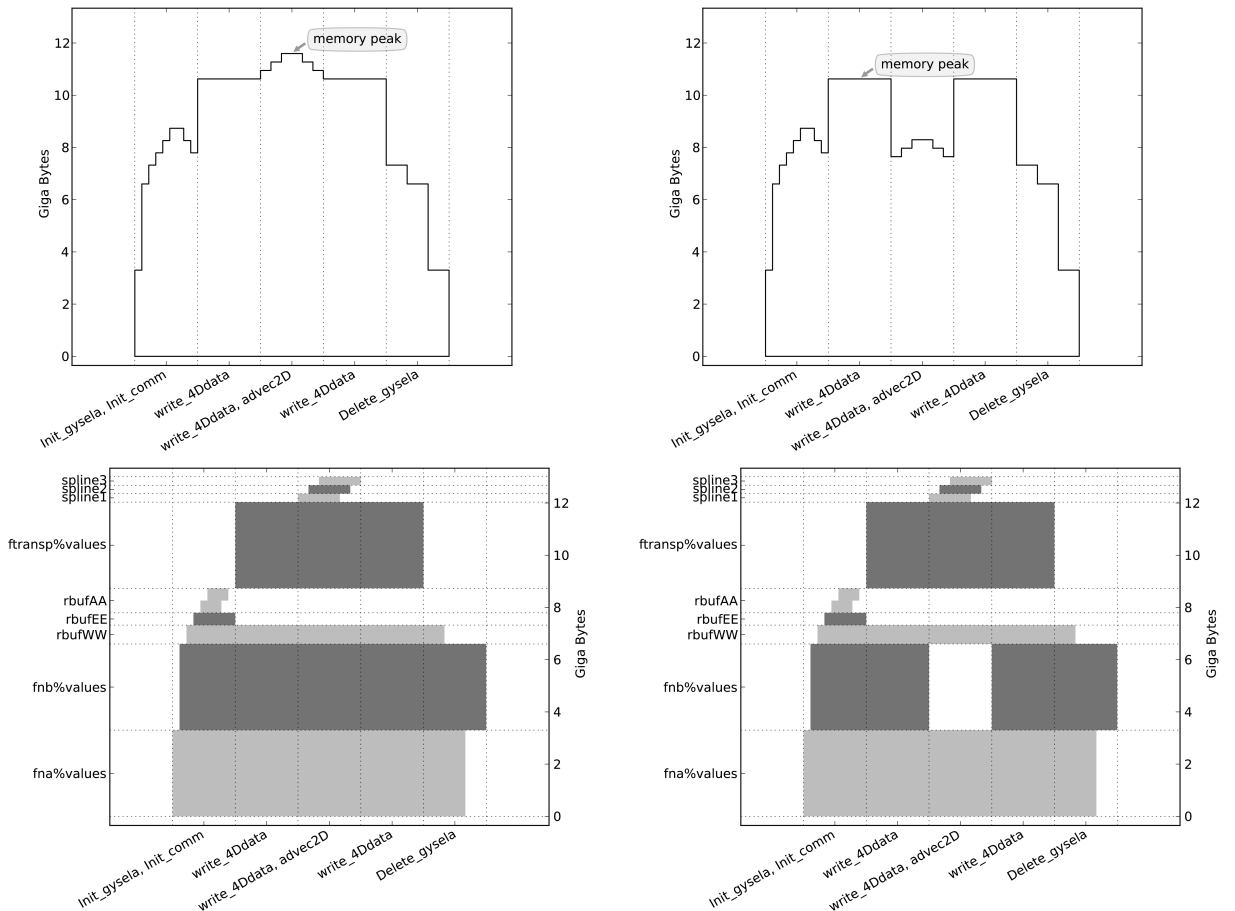 memory peak
12
10
8
6
4
2
0
Giga Bytes
Init_gysela, Init_comm
write_4Ddata
write_4Ddata, advec2D
write_4Ddata
Delete_gysela
memory peak
12
10
8
6
4
2
0
Giga Bytes
Init_gysela, Init_comm
write_4Ddata
write_4Ddata, advec2D
write_4Ddata
Delete_gysela
spline3
spline2
spline1
ftransp%values
rbufAA
rbufEE
rbufWW
fnb%values
fna%values
12
10
8
6
4
2
0
Giga Bytes
Init_gysela, Init_comm
write_4Ddata
write_4Ddata, advec2D
write_4Ddata
Delete_gysela
spline3
spline2
spline1
ftransp%values
rbufAA
rbufEE
rbufWW
fnb%values
fna%values
12
10
8
6
4
2
0
Giga Bytes
Init_gysela, Init_comm
write_4Ddata
write_4Ddata, advec2D
write_4Ddata
Delete_gysela